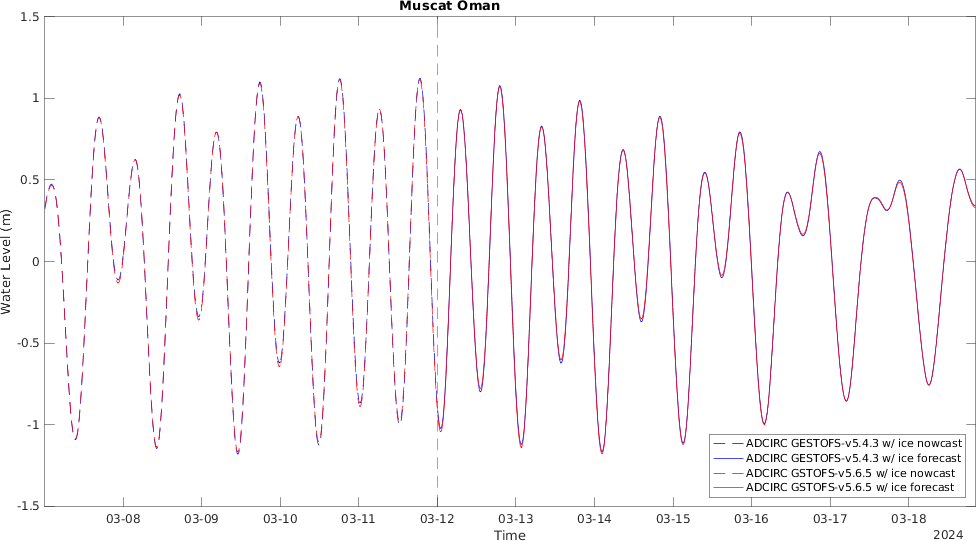 Muscat Oman
1.5
1
0.5
0
-0.5
-1
-1.5
Water Level (m)
03-08 03-09 03-10 03-11 03-12 03-13 03-14 03-15 03-16 03-17 03-18
Time
2024
ADCIRC GESTOFS-v5.4.3 w/ ice nowcast
ADCIRC GESTOFS-v5.4.3 w/ ice forecast
ADCIRC GSTOFS-v5.6.5 w/ ice nowcast
ADCIRC GSTOFS-v5.6.5 w/ ice forecast